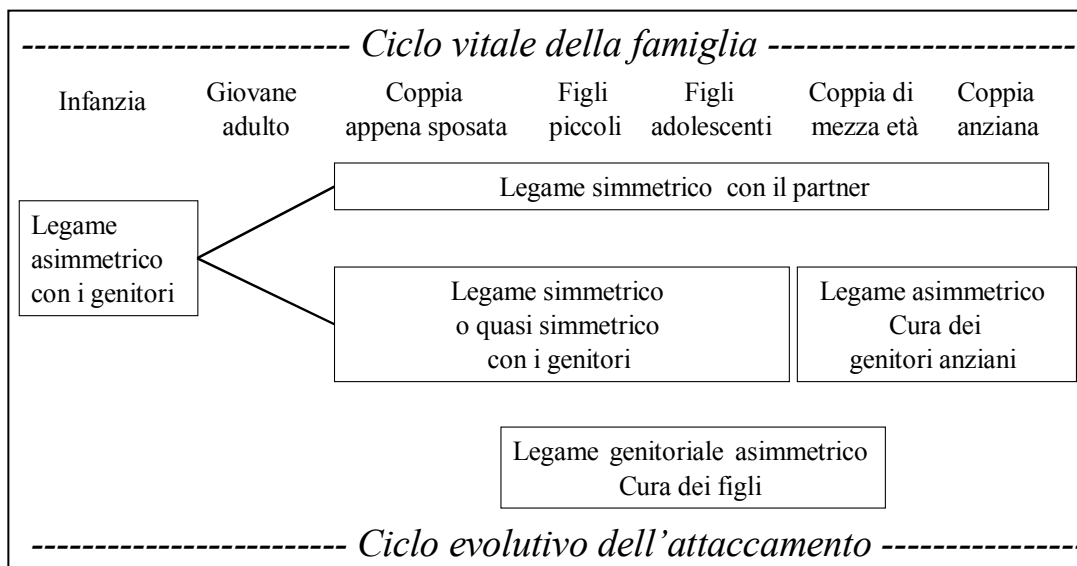 Ciclo vitale della famiglia
Infanzia
Giovane
adulto
Coppia
appena sposata
Figli
piccoli
Figli
adolescenti
Coppia di
mezza età
Coppia
anziana
Legame simmetrico con il partner
Legame
asimmetrico
con i genitori
Legame simmetrico
o quasi simmetrico
con i genitori
Legame asimmetrico
Cura dei
genitori anziani
Legame genitoriale asimmetrico
Cura dei figli
Ciclo evolutivo dell’attaccamento